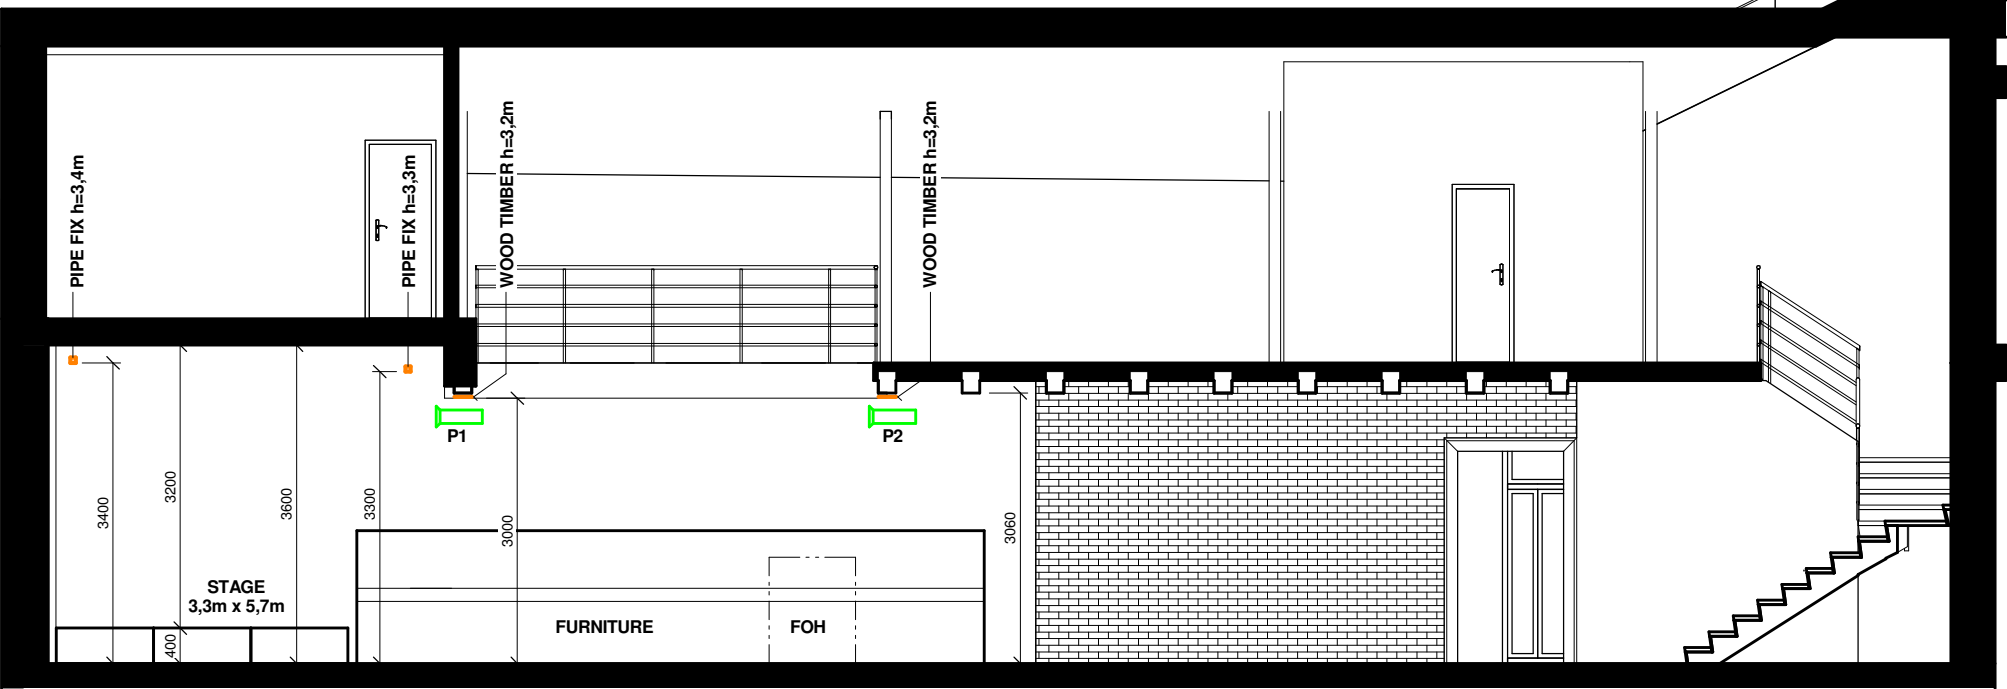 PIPE FIX h=3,4m
PIPE FIX h=3,3m
WOOD TIMBER h=3,2m
WOOD TIMBER h=3,2m
P1
P2
3400
3200
3600
3300
3000
3060
STAGE
3,3m x 5,7m
400
FURNITURE
FOH